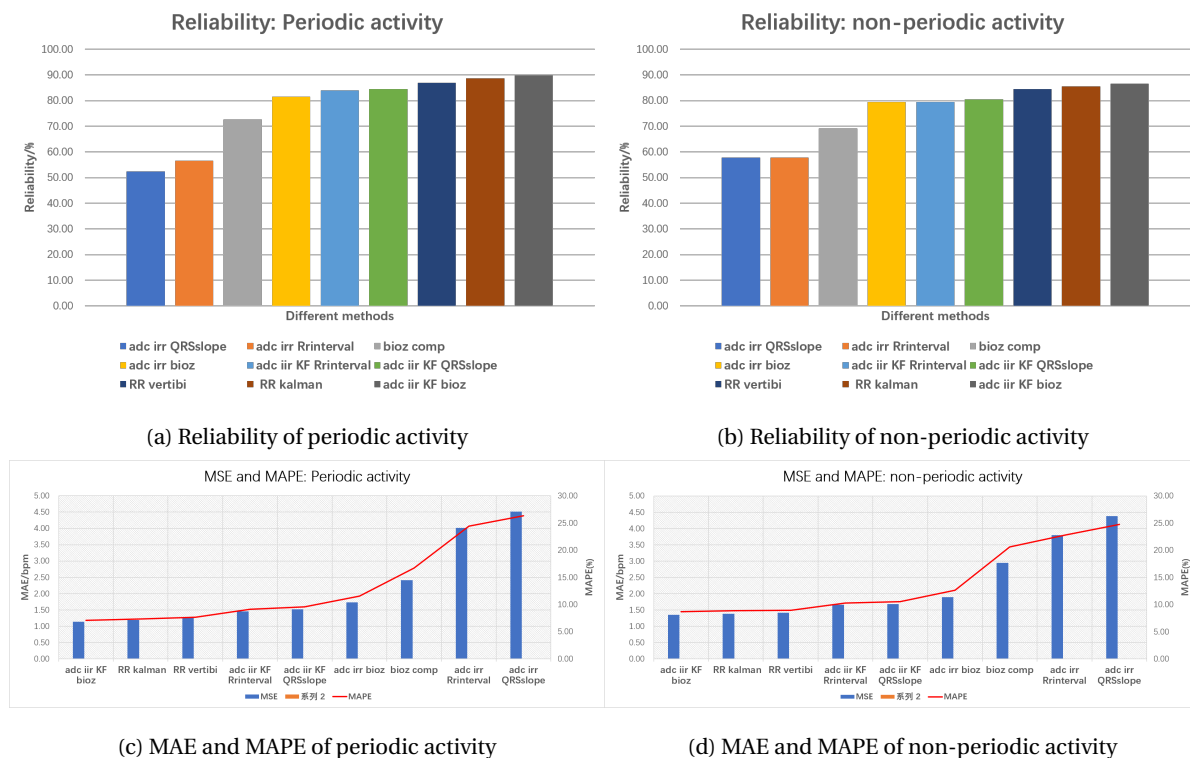 Reliability: Periodic activity
100.00
90.00
80.00
70.00
60.00
50.00
40.00
30.00
20.00
10.00
0.00
Reliability/%
Different methods
adc irr QRSslope adc irr Rrinterval bioz comp
adc irr bioz adc iir KF Rrinterval adc iir KF QRSslope
RR vertibi RR kalman adc iir KF bioz
(a) Reliability of periodic activity
Reliability: non-periodic activity
100.00
90.00
80.00
70.00
60.00
50.00
40.00
30.00
20.00
10.00
0.00
Reliability/%
Different methods
adc irr QRSslope adc irr Rrinterval bioz comp
adc irr bioz adc iir KF Rrinterval adc iir KF QRSslope
RR vertibi RR kalman adc iir KF bioz
(b) Reliability of non-periodic activity
MSE and MAPE: Periodic activity
5.00
4.50
4.00
3.50
3.00
2.50
2.00
1.50
1.00
0.50
0.00
MAE/bpm
30.00
25.00
20.00
15.00
10.00
5.00
0.00
MAPE(%)
adc iir KF RR kalman RR vertibi adc iir KF adc iir KF adc irr bioz bioz comp adc irr adc irr
bioz Rrinterval QRSslope Rrinterval QRSslope
MSE 系列 2 MAPE
(c) MAE and MAPE of periodic activity
MSE and MAPE: non-periodic activity
5.00
4.50
4.00
3.50
3.00
2.50
2.00
1.50
1.00
0.50
0.00
MAE/bpm
30.00
25.00
20.00
15.00
10.00
5.00
0.00
MAPE(%)
adc iir KF RR kalman RR vertibi adc iir KF adc iir KF adc irr bioz bioz comp adc irr adc irr
bioz Rrinterval QRSslope Rrinterval QRSslope
MSE 系列 2 MAPE
(d) MAE and MAPE of non-periodic activity